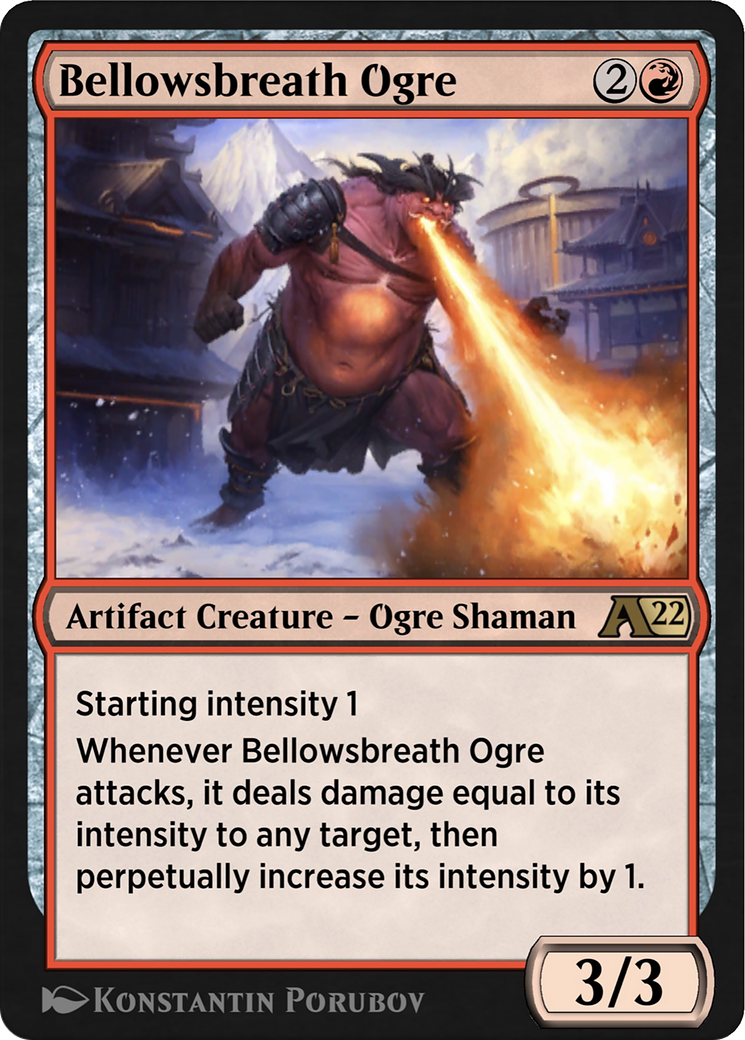 Bellowsbreath Ogre 2
Artifact Creature – Ogre Shaman A22
Starting intensity 1
Whenever Bellowsbreath Ogre
attacks, it deals damage equal to its
intensity to any target, then
perpetually increase its intensity by 1.
3/3
Konstantin Porubov